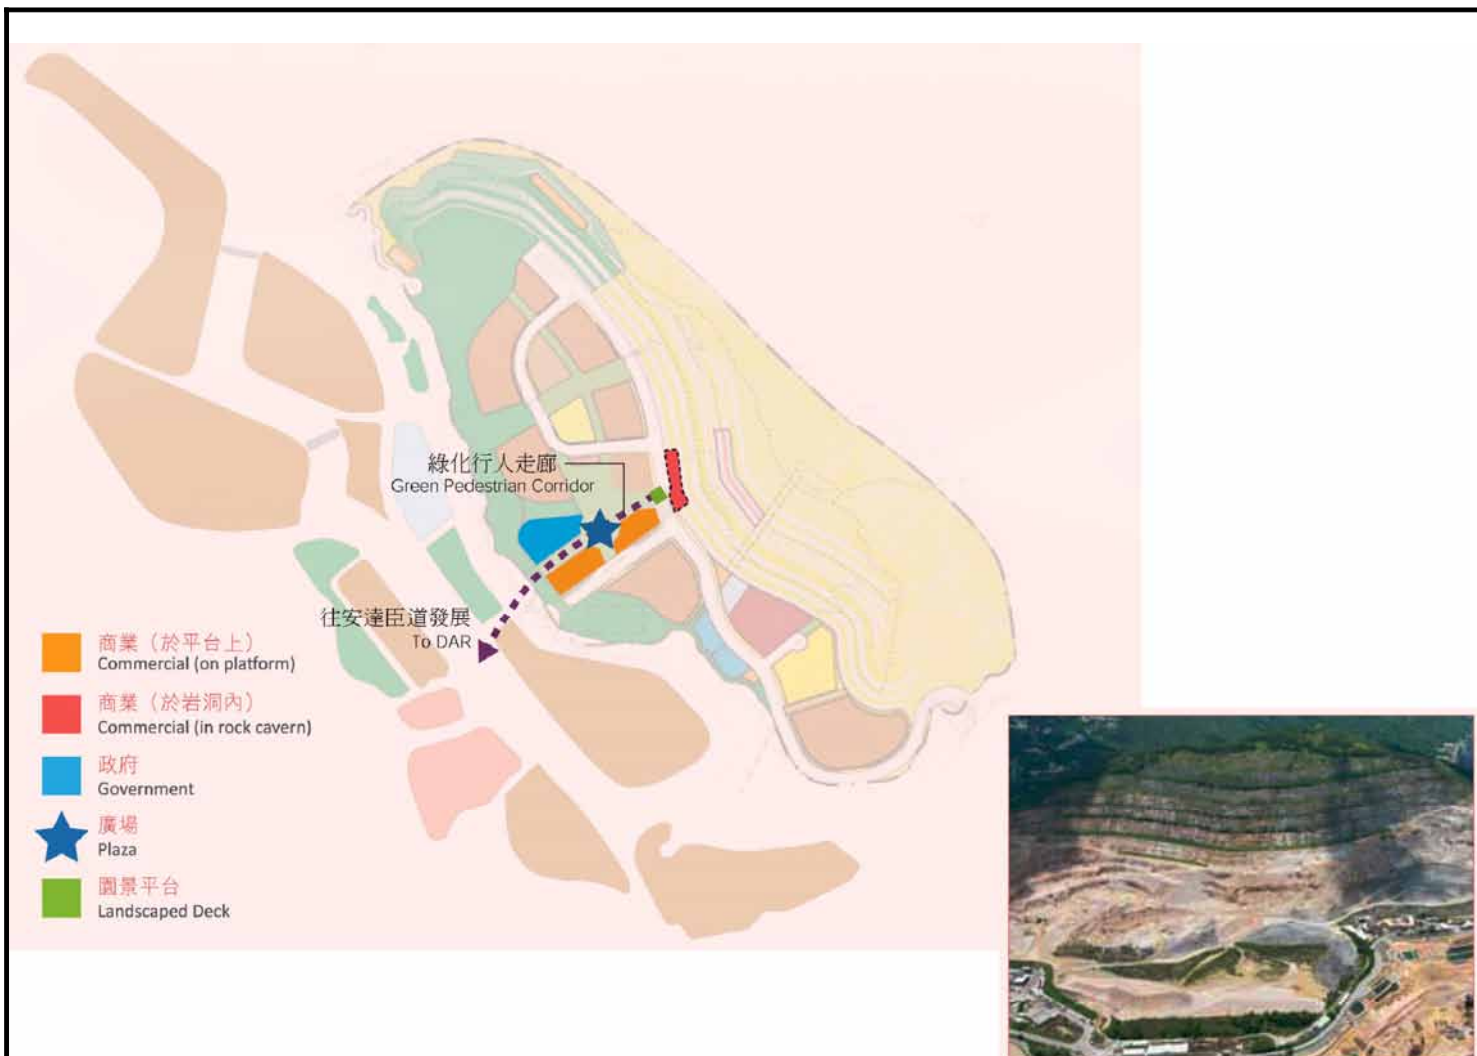 綠化行人走廊
Green Pedestrian Corridor
往安達臣道發展
To DAR
商業（於平台上）
Commercial (on platform)
商業（於岩洞內）
Commercial (in rock cavern)
政府
Government
廣場
Plaza
園景平台
Landscaped Deck